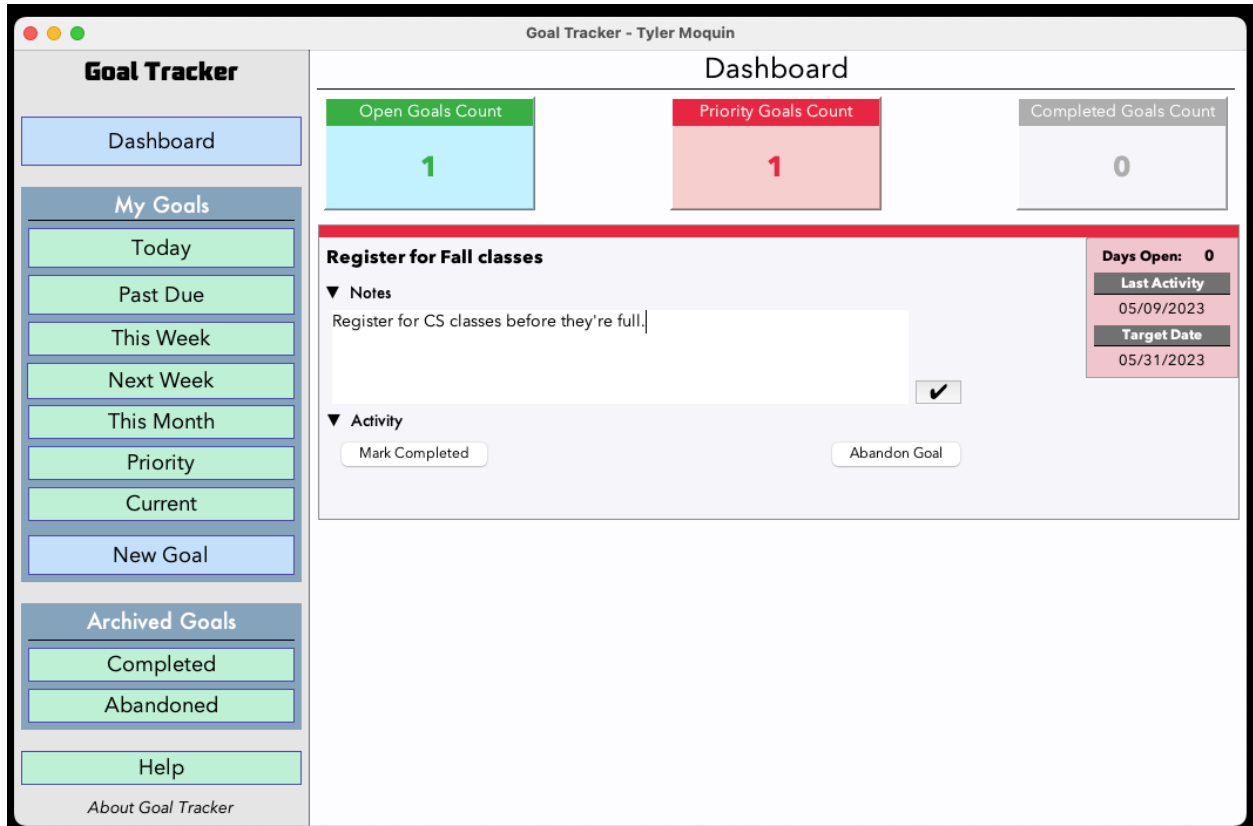 Goal Tracker - Tyler Moquin
Goal Tracker
Dashboard
My Goals
Today
Past Due
This Week
Next Week
This Month
Priority
Current
New Goal
Archived Goals
Completed
Abandoned
Help
About Goal Tracker
Dashboard
Open Goals Count
1
Priority Goals Count
1
Completed Goals Count
0
Register for Fall classes
▼ Notes
Register for CS classes before they're full.
✔
▼ Activity
Mark Completed
Abandon Goal
Days Open: 0
Last Activity
05/09/2023
Target Date
05/31/2023